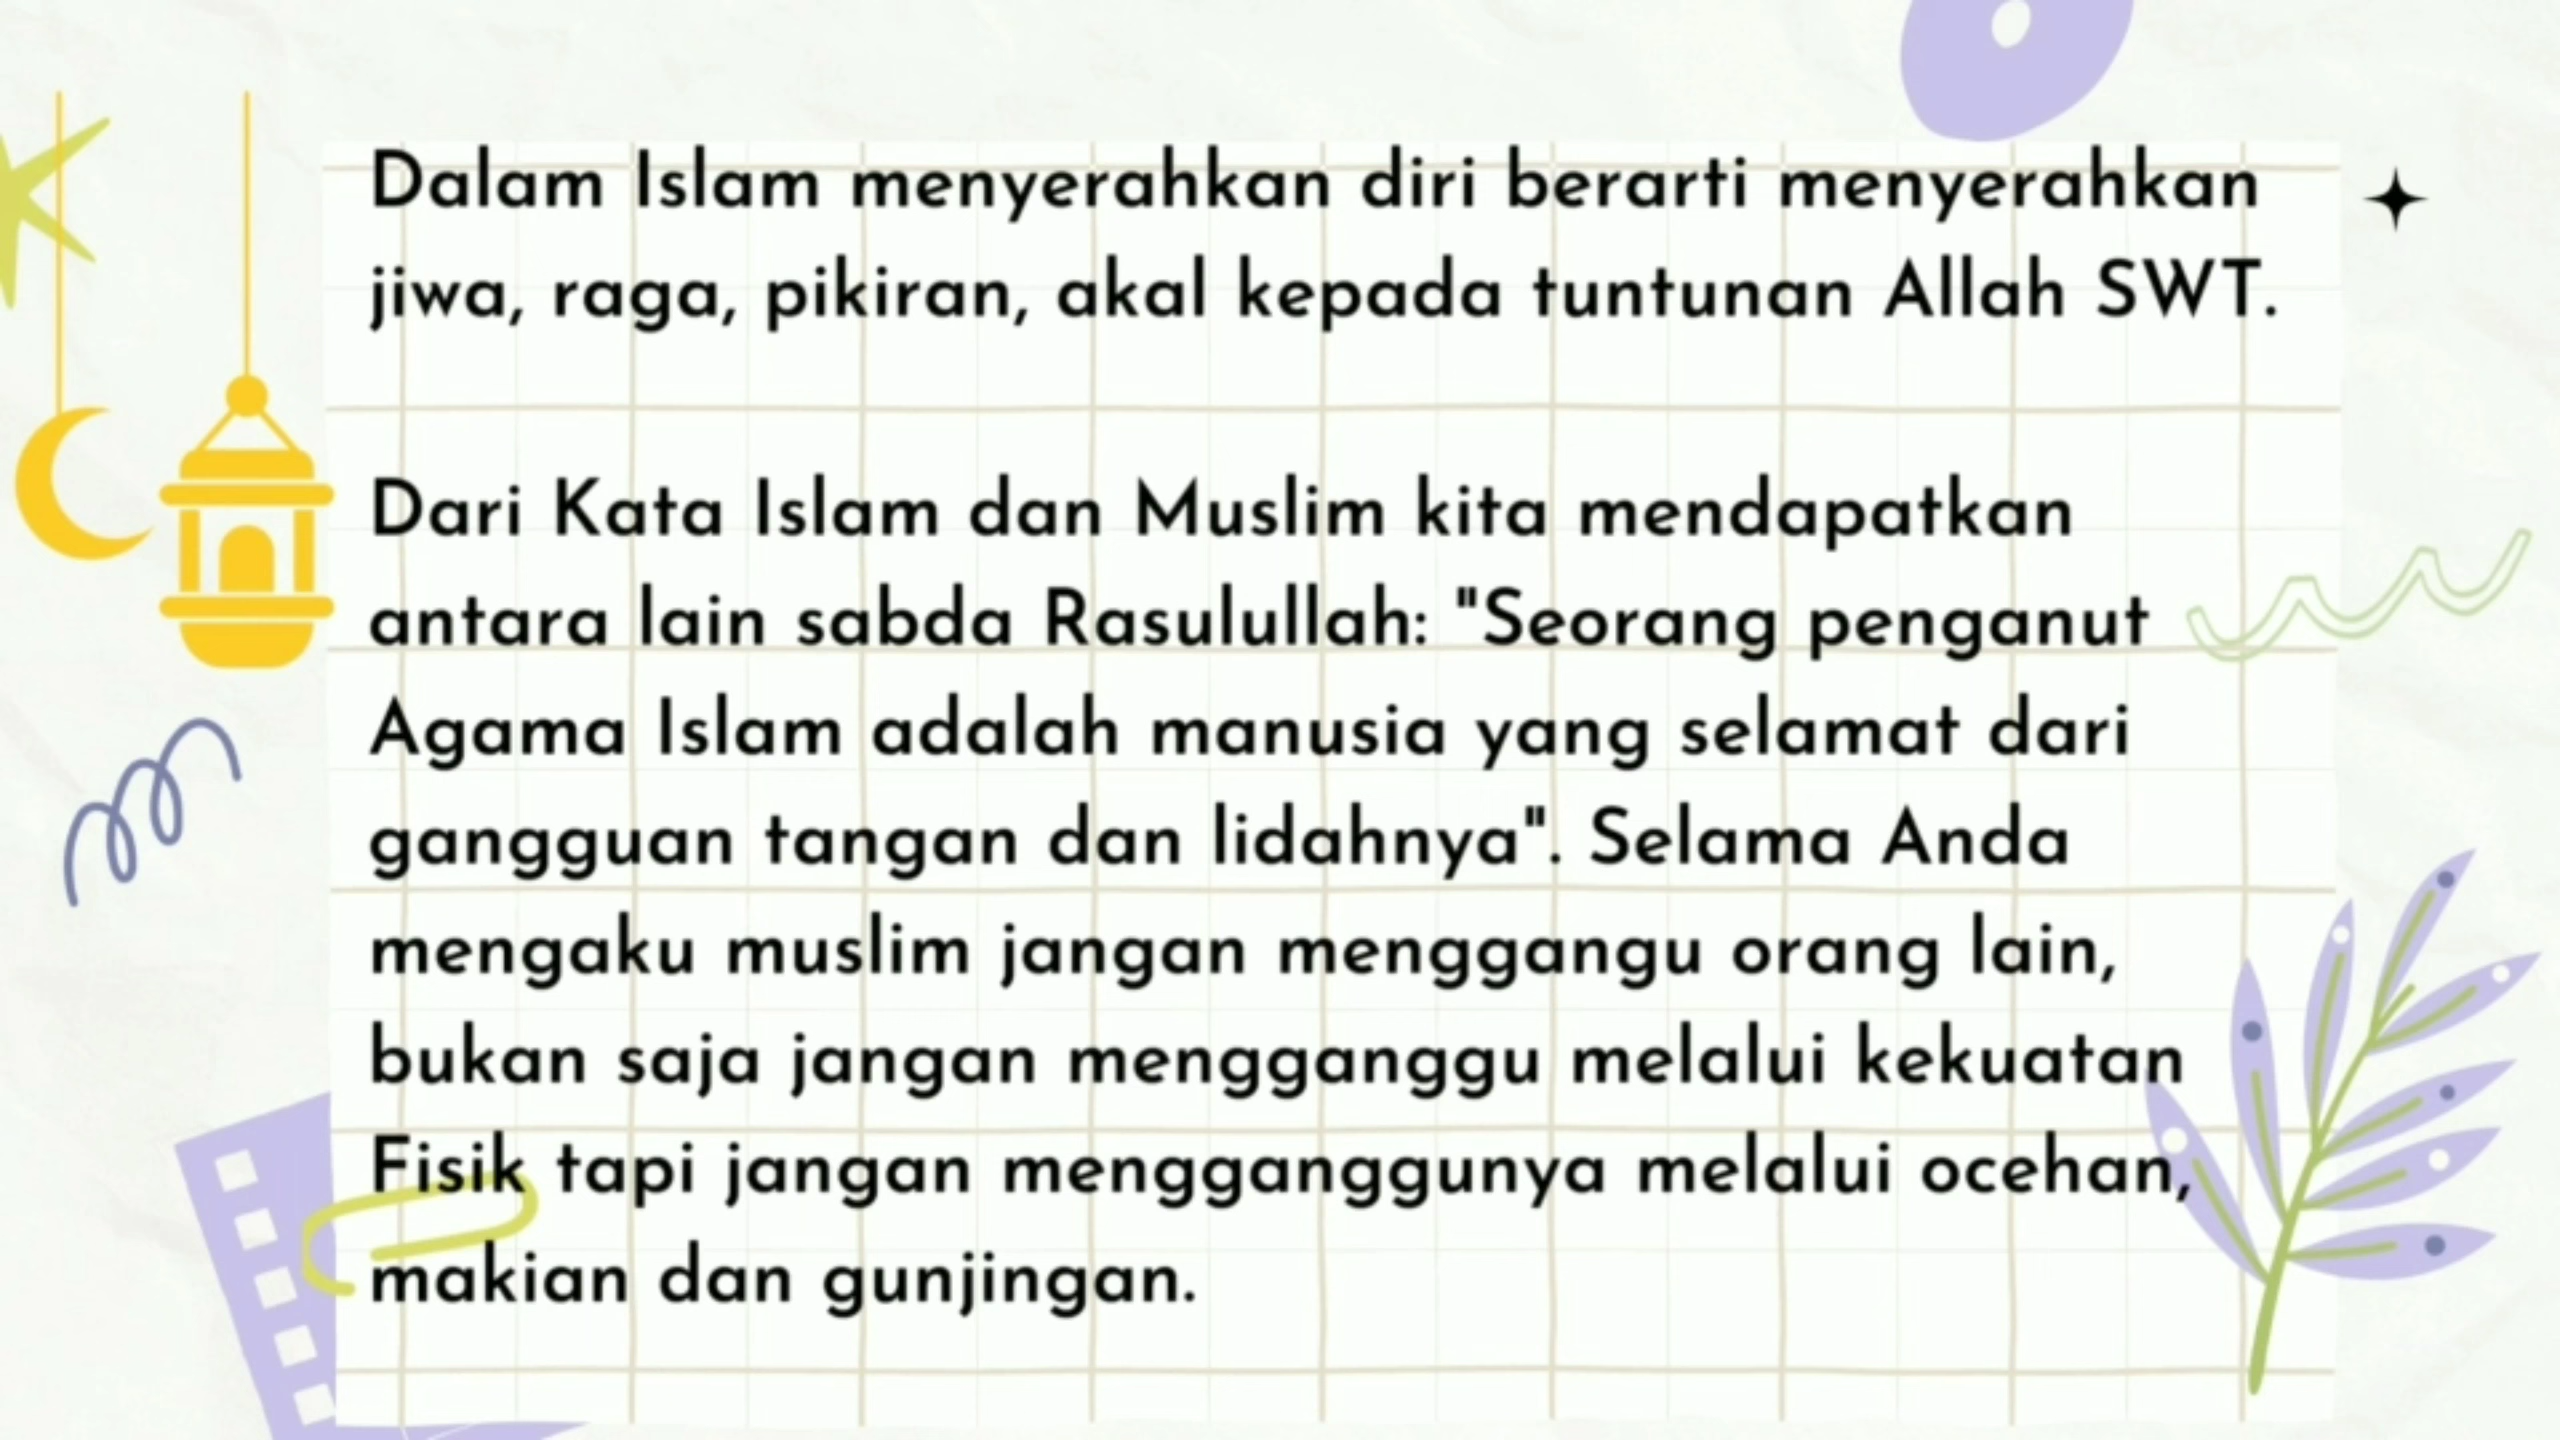 Dalam Islam menyerahkan diri berarti menyerahkan
jiwa, raga, pikiran, akal kepada tuntunan Allah SWT.
Dari Kata Islam dan Muslim kita mendapatkan
antara lain sabda Rasulullah: "Seorang penganut
Agama Islam adalah manusia yang selamat dari
gangguan tangan dan lidahnya". Selama Anda
mengaku muslim jangan menggangu orang lain,
bukan saja jangan mengganggu melalui kekuatan
Fisik tapi jangan mengganggunya melalui ocehan,
makian dan gunjingan.